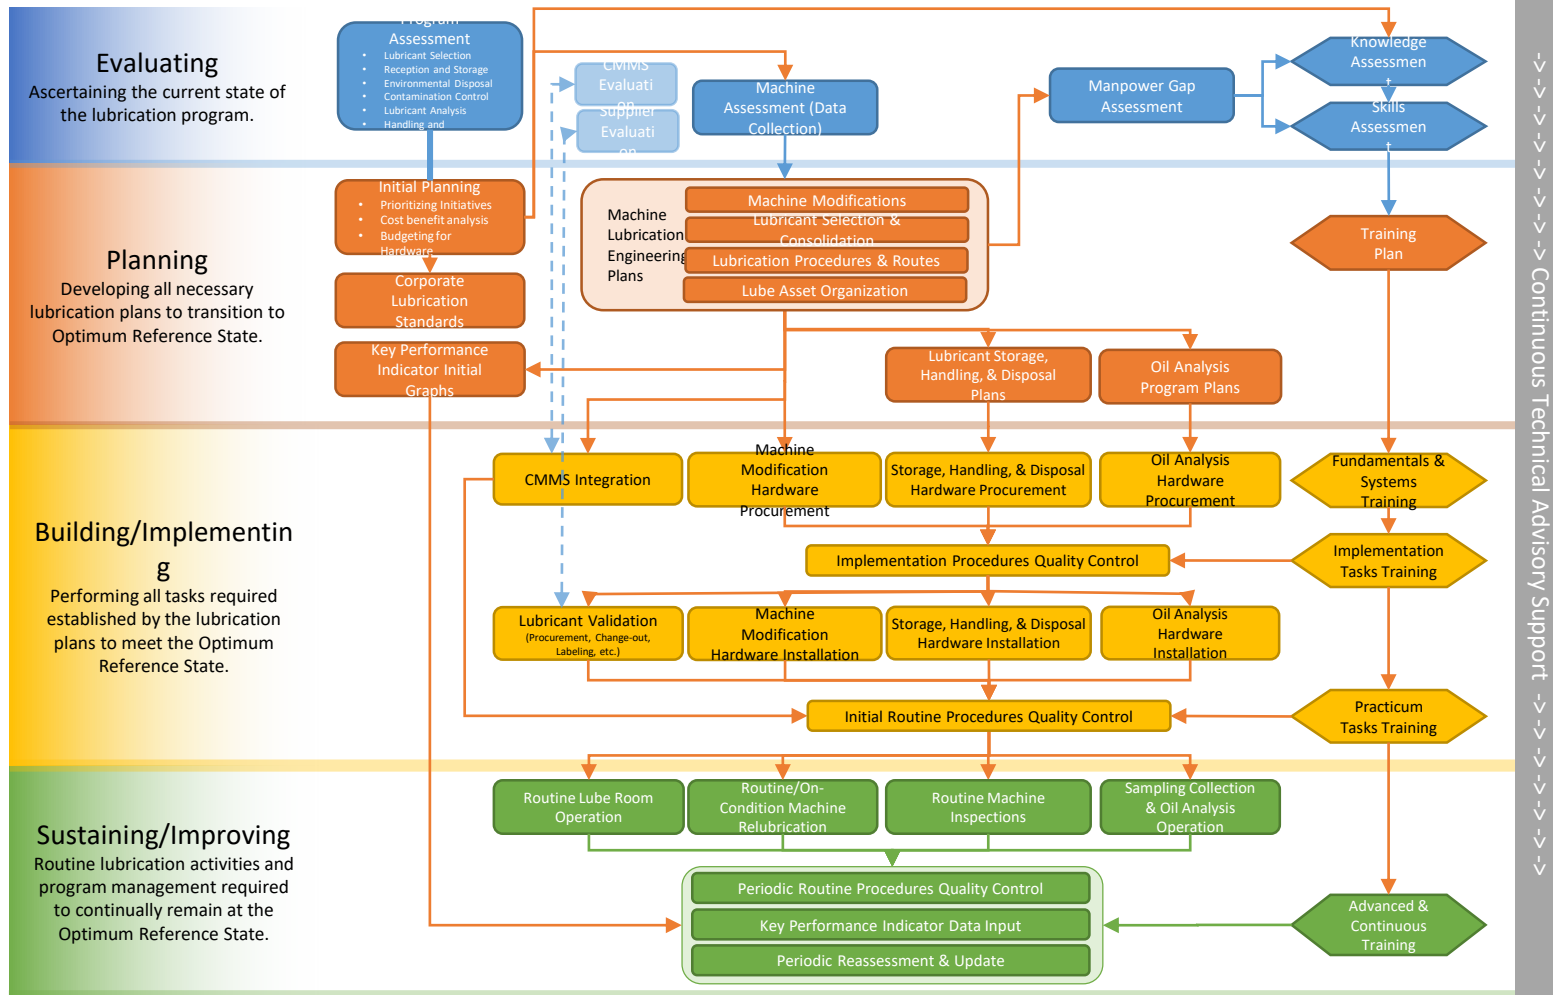 Evaluating
Ascertaining the current state of
the lubrication program.
Program
Assessment
• Lubricant Selection
• Reception and Storage
• Environmental Disposal
• Contamination Control
• Lubricant Analysis
• Handling and
CMMS
Evaluati
on
Supplier
Evaluati
on
Machine
Assessment (Data
Collection)
Manpower Gap
Assessment
Knowledge
Assessmen
t
Skills
Assessmen
t
Planning
Developing all necessary
lubrication plans to transition to
Optimum Reference State.
Initial Planning
• Prioritizing Initiatives
• Cost benefit analysis
• Budgeting for
Hardware
Corporate
Lubrication
Standards
Key Performance
Indicator Initial
Graphs
Machine
Lubrication
Engineering
Plans
Machine Modifications
Lubricant Selection &
Consolidation
Lubrication Procedures & Routes
Lube Asset Organization
Lubricant Storage,
Handling, & Disposal
Plans
Oil Analysis
Program Plans
Training
Plan
Building/Implementin
g
Performing all tasks required
established by the lubrication
plans to meet the Optimum
Reference State.
CMMS Integration
Machine
Modification
Hardware
Procurement
Storage, Handling, & Disposal
Hardware Procurement
Oil Analysis
Hardware
Procurement
Fundamentals &
Systems
Training
Implementation Procedures Quality Control
Implementation
Tasks Training
Lubricant Validation
(Procurement, Change-out,
Labeling, etc.)
Machine
Modification
Hardware Installation
Storage, Handling, & Disposal
Hardware Installation
Oil Analysis
Hardware
Installation
Initial Routine Procedures Quality Control
Practicum
Tasks Training
Sustaining/Improving
Routine lubrication activities and
program management required
to continually remain at the
Optimum Reference State.
Routine Lube Room
Operation
Routine/On-
Condition Machine
Relubrication
Routine Machine
Inspections
Sampling Collection
& Oil Analysis
Operation
Periodic Routine Procedures Quality Control
Key Performance Indicator Data Input
Periodic Reassessment & Update
Advanced &
Continuous
Training
->->->->->->->->->->-> Continuous Technical Advisory Support ->->->->->->->->->